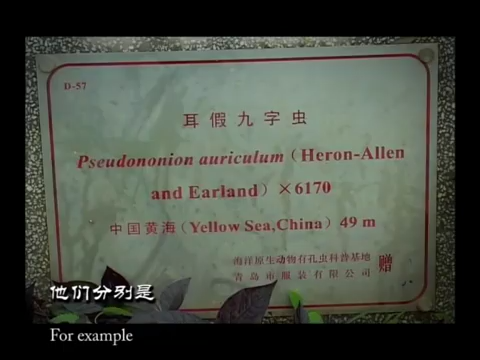 D-57
耳假九字虫
Pseudononion auriculum (Heron-Allen
and Earland) ×6170
中国黄海 (Yellow Sea,China) 49 m
海洋原生动物有孔虫科普基地
青岛市服装有限公司
赠
他们分别是
For example